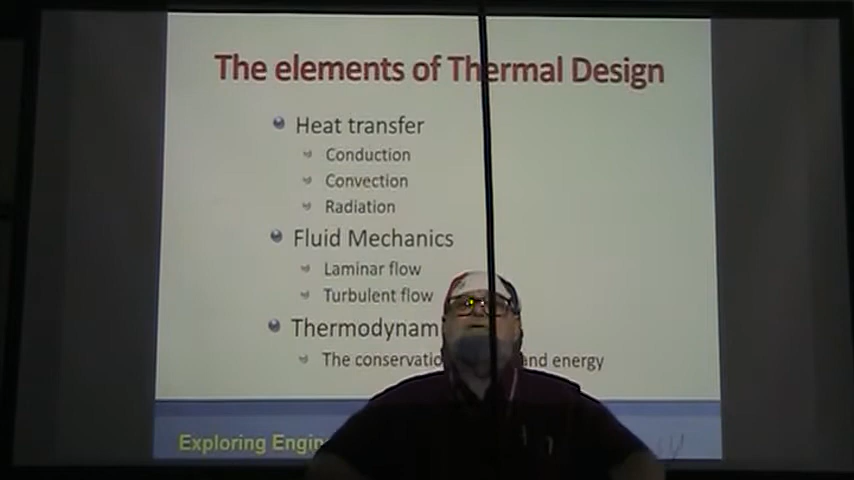 The elements of Thermal Design
Heat transfer
Conduction
Convection
Radiation
Fluid Mechanics
Laminar flow
Turbulent flow
Thermodynam
The conservatio and energy
Exploring Engin